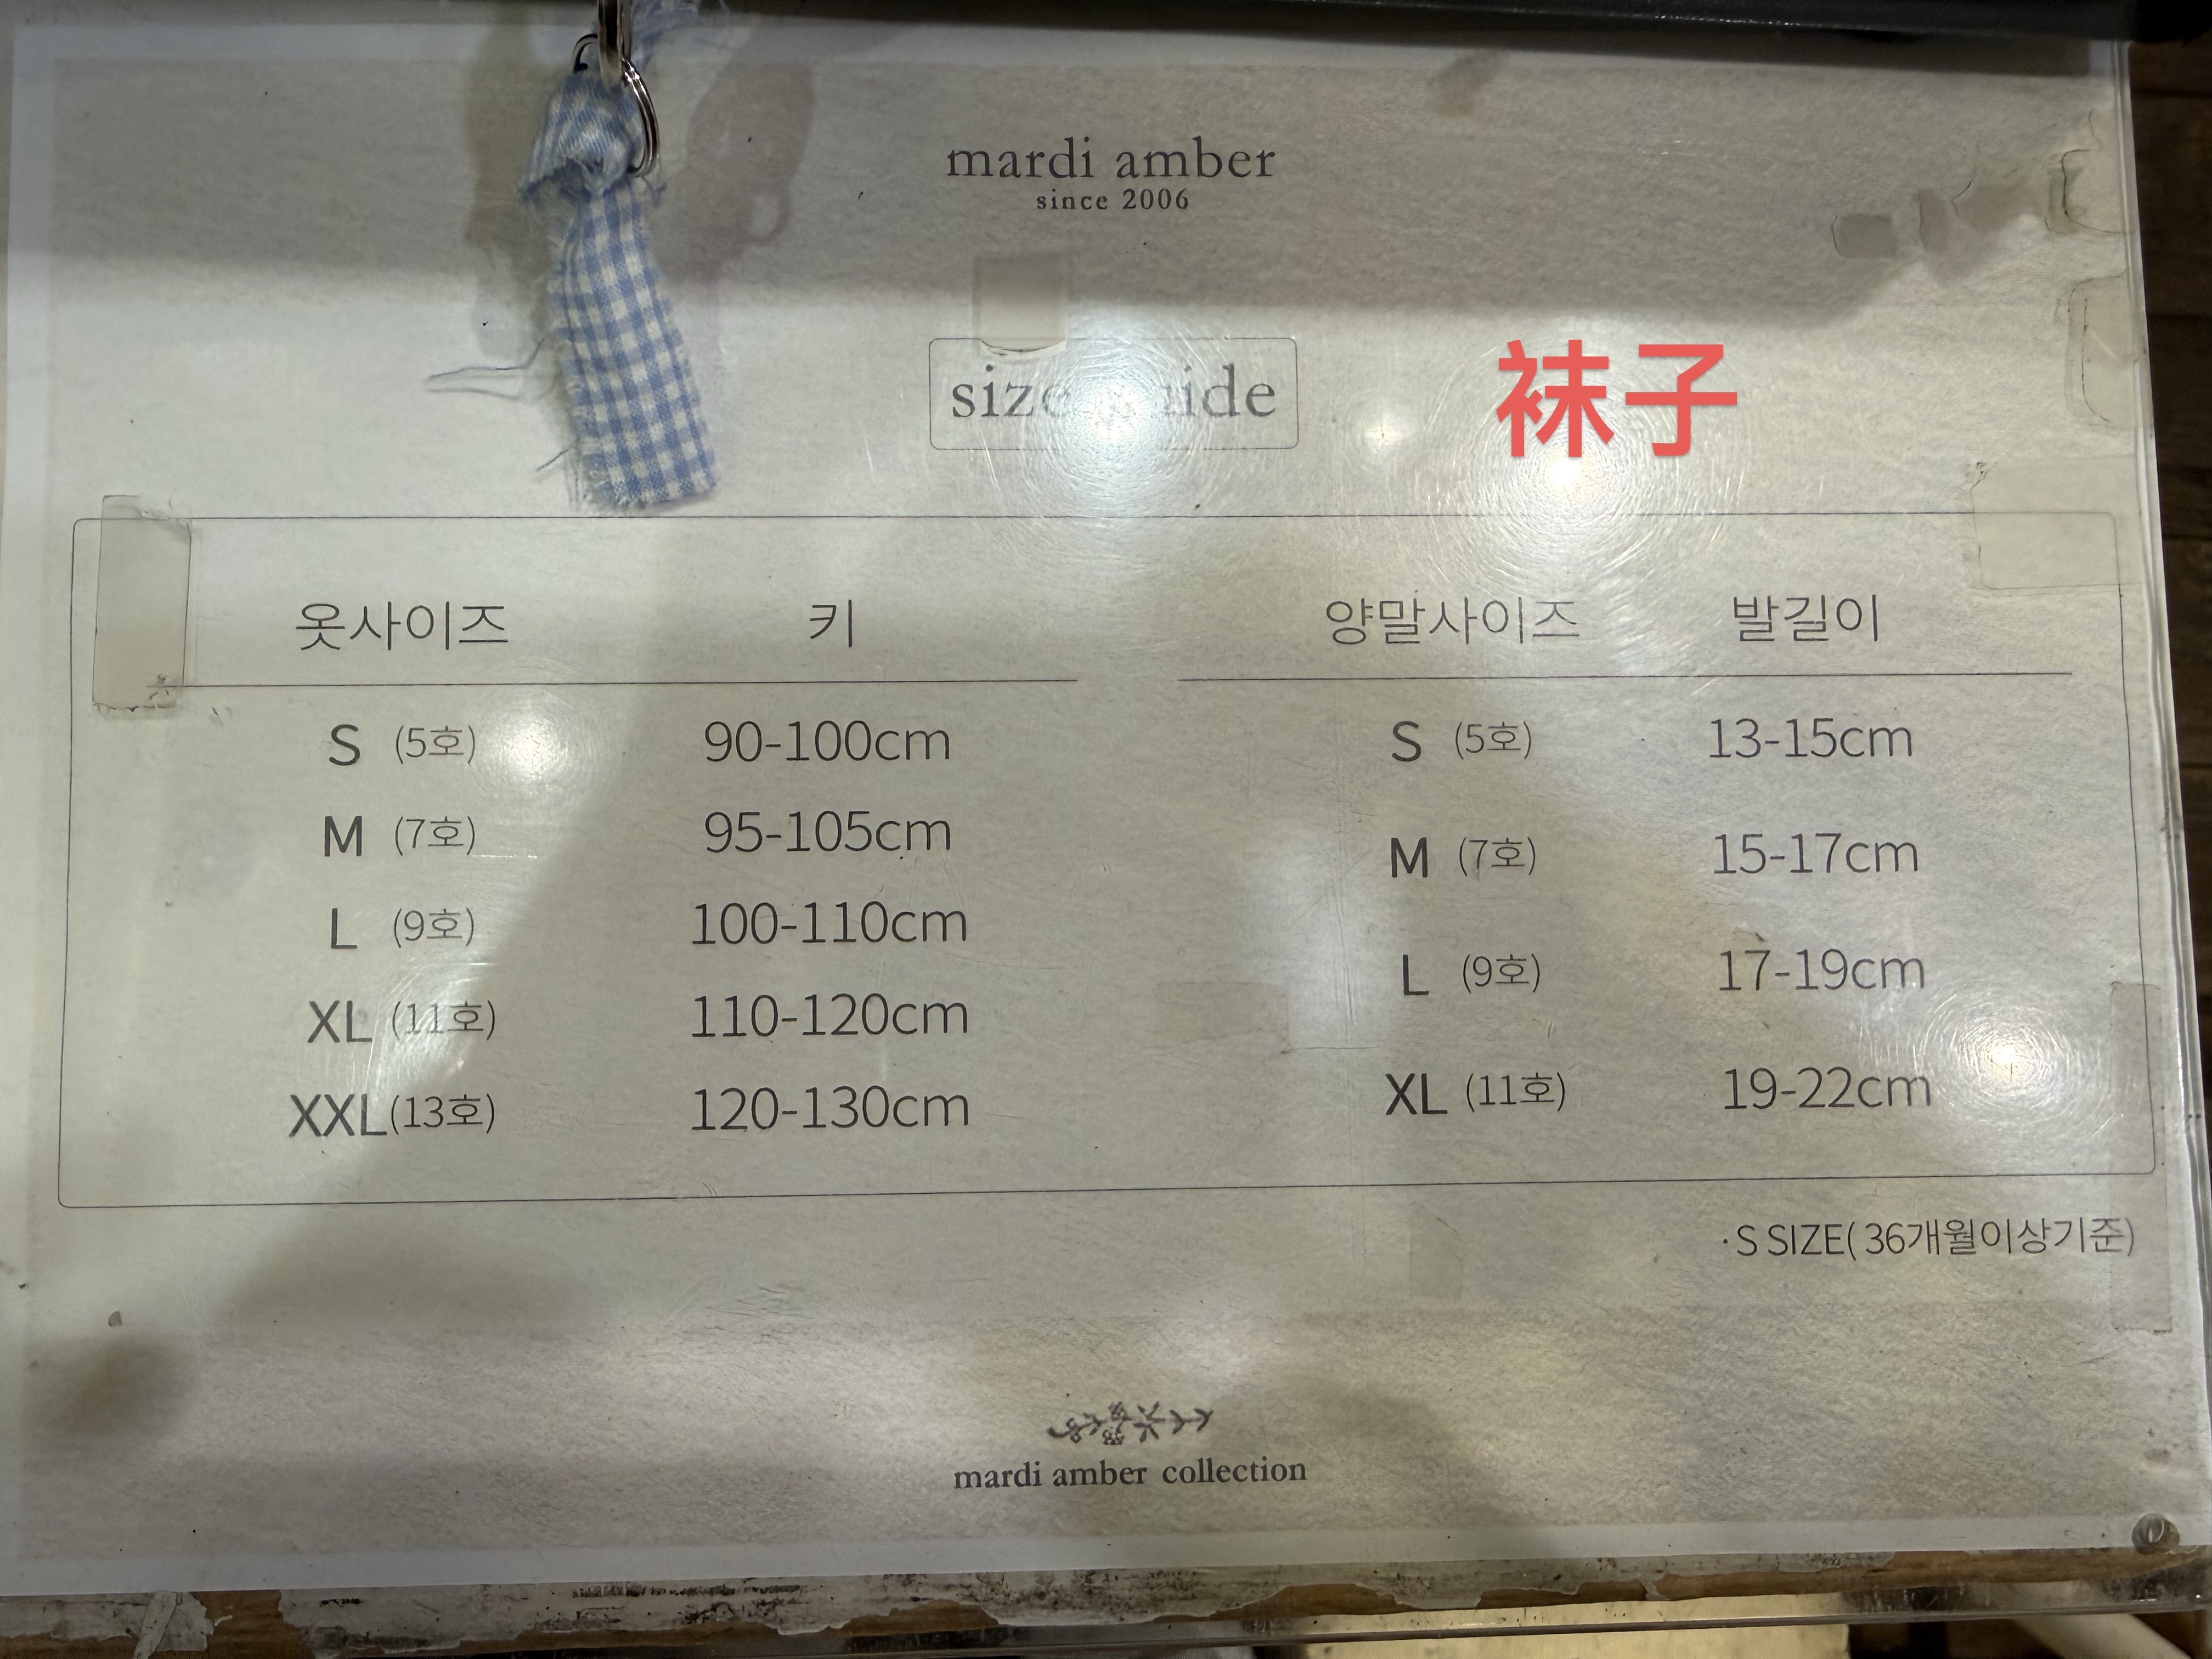 mardi amber
since 2006
size guide
袜子
옷사이즈 키 양말사이즈 발길이
S (5호) 90-100cm S (5호) 13-15cm
M (7호) 95-105cm M (7호) 15-17cm
L (9호) 100-110cm L (9호) 17-19cm
XL (11호) 110-120cm XL (11호) 19-22cm
XXL(13호) 120-130cm
·S SIZE( 36개월이상기준)
mardi amber collection